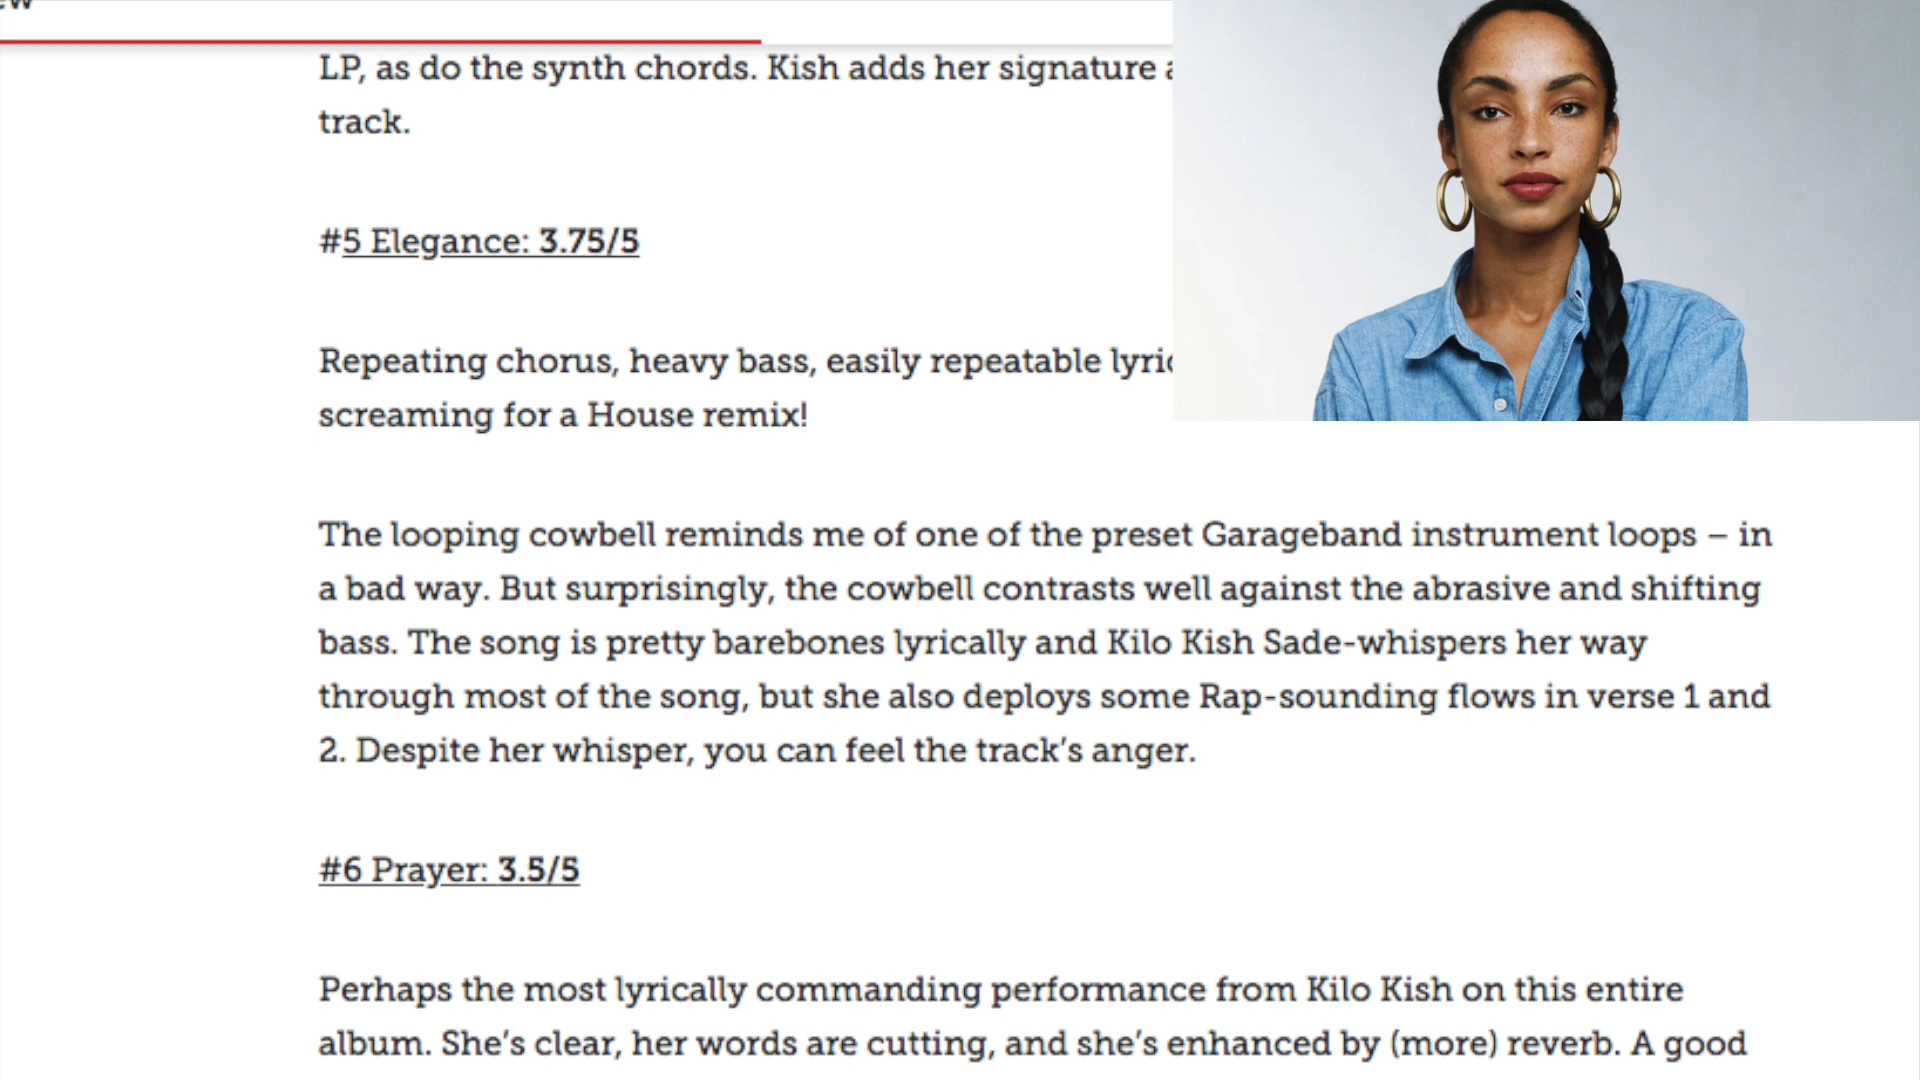 LP, as do the synth chords. Kish adds her signature
track.
#5 Elegance: 3.75/5
Repeating chorus, heavy bass, easily repeatable
screaming for a House remix!
The looping cowbell reminds me of one of the preset Garageband instrument loops – in
a bad way. But surprisingly, the cowbell contrasts well against the abrasive and shifting
bass. The song is pretty barebones lyrically and Kilo Kish Sade-whispers her way
through most of the song, but she also deploys some Rap-sounding flows in verse 1 and
2. Despite her whisper, you can feel the track’s anger.
#6 Prayer: 3.5/5
Perhaps the most lyrically commanding performance from Kilo Kish on this entire
album. She’s clear, her words are cutting, and she’s enhanced by (more) reverb. A good